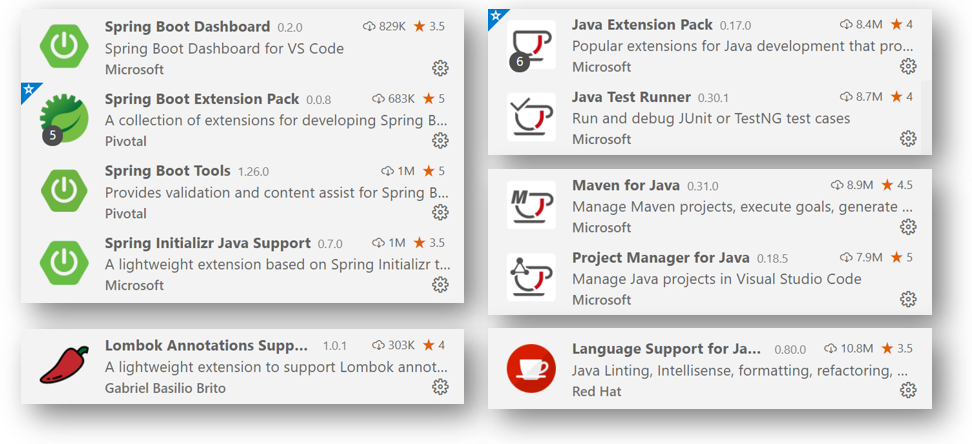 Spring Boot Dashboard 0.2.0 829K 3.5
Spring Boot Dashboard for VS Code
Microsoft
Spring Boot Extension Pack 0.0.8 683K 5
A collection of extensions for developing Spring B...
5
Pivotal
Spring Boot Tools 1.26.0 1M 5
Provides validation and content assist for Spring B...
Pivotal
Spring Initializr Java Support 0.7.0 1M 3.5
A lightweight extension based on Spring Initializr t...
Microsoft
Lombok Annotations Supp... 1.0.1 303K 4
A lightweight extension to support Lombok annot...
Gabriel Basilio Brito
Java Extension Pack 0.17.0 8.4M 4
Popular extensions for Java development that pro...
6
Microsoft
Java Test Runner 0.30.1 8.7M 4
Run and debug JUnit or TestNG test cases
Microsoft
M
Maven for Java 0.31.0 8.9M 4.5
Manage Maven projects, execute goals, generate ...
Microsoft
Project Manager for Java 0.18.5 7.9M 5
Manage Java projects in Visual Studio Code
Microsoft
Language Support for Ja... 0.80.0 10.8M 3.5
Java Linting, Intellisense, formatting, refactoring, ...
Red Hat